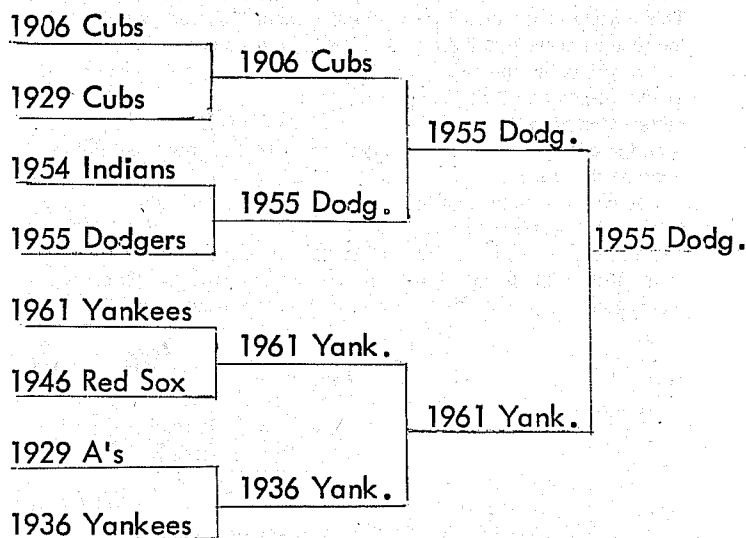 1906 Cubs
1906 Cubs
1929 Cubs
1955 Dodg.
1954 Indians
1955 Dodg.
1955 Dodgers
1955 Dodg.
1961 Yankees
1961 Yank.
1946 Red Sox
1961 Yank.
1929 A's
1936 Yank.
1936 Yankees